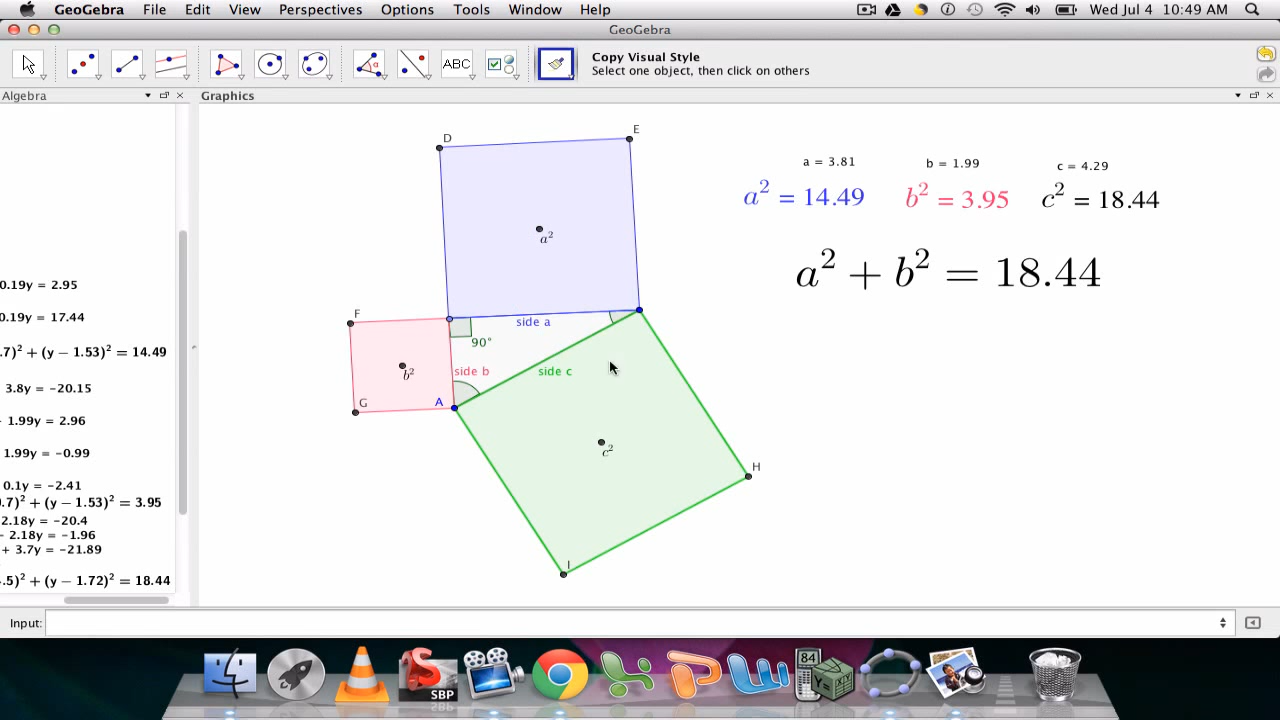 GeoGebra File Edit View Perspectives Options Tools Window Help Wed Jul 4 10:49 AM
GeoGebra
ABC
Copy Visual Style
Select one object, then click on others
Algebra
Graphics
0.19y = 2.95
0.19y = 17.44
.7)² + (y − 1.53)² = 14.49
3.8y = −20.15
1.99y = 2.96
1.99y = −0.99
0.1y = −2.41
0.7)² + (y − 1.53)² = 3.95
2.18y = −20.4
2.18y = −1.96
+ 3.7y = −21.89
.5)² + (y − 1.72)² = 18.44
D
E
a²
F
side a
90°
b²
side b
side c
G
A
c²
H
I
a = 3.81 b = 1.99 c = 4.29
a² = 14.49 b² = 3.95 c² = 18.44
a² + b² = 18.44
Input:
SBP
84
Y=